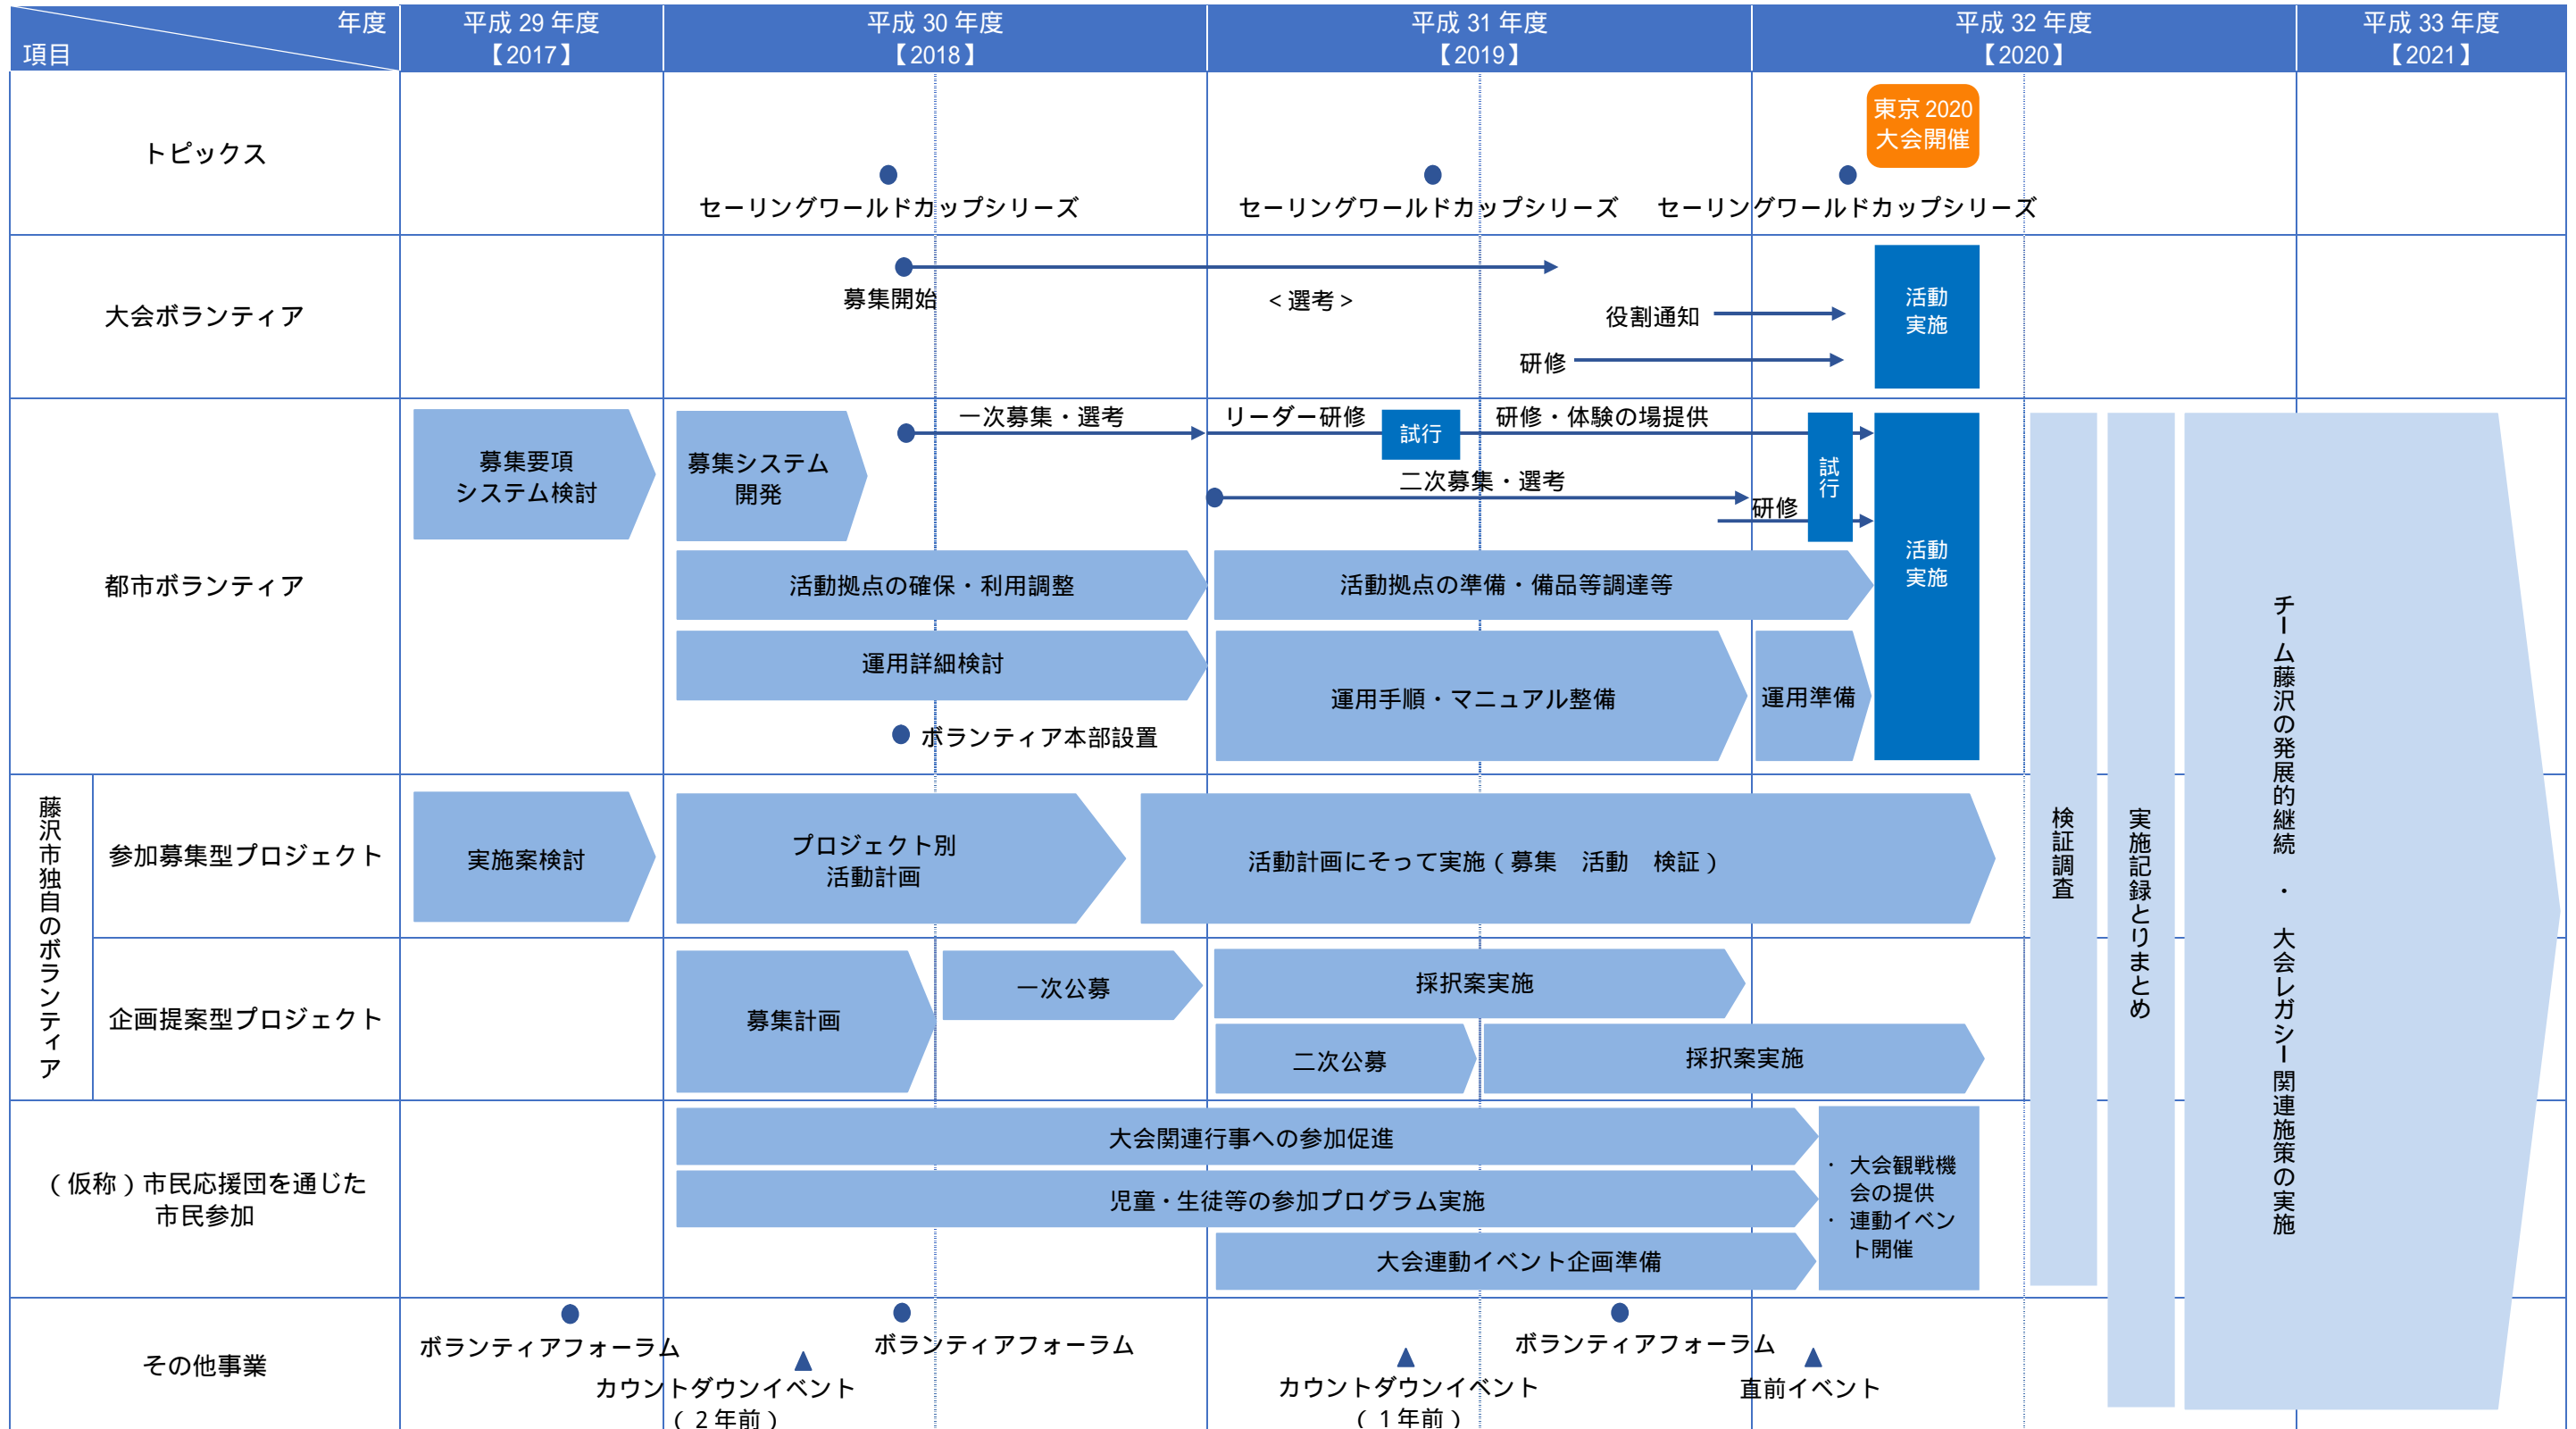 年度
項目
平成 29 年度
【2017】
平成 30 年度
【2018】
平成 31 年度
【2019】
平成 32 年度
【2020】
平成 33 年度
【2021】
トピックス
セーリングワールドカップシリーズ
セーリングワールドカップシリーズ
東京 2020
大会開催
セーリングワールドカップシリーズ
大会ボランティア
募集開始
＜選考＞
役割通知
研修
活動
実施
都市ボランティア
募集要項
システム検討
募集システム
開発
一次募集・選考
リーダー研修
試行
研修・体験の場提供
二次募集・選考
研修
試行
活動
実施
活動拠点の確保・利用調整
活動拠点の準備・備品等調達等
運用詳細検討
運用手順・マニュアル整備
運用準備
ボランティア本部設置
藤沢市独自のボランティア
参加募集型プロジェクト
実施案検討
プロジェクト別
活動計画
活動計画にそって実施（募集　活動　検証）
企画提案型プロジェクト
募集計画
一次公募
採択案実施
二次公募
採択案実施
（仮称）市民応援団を通じた
市民参加
大会関連行事への参加促進
児童・生徒等の参加プログラム実施
大会連動イベント企画準備
・ 大会観戦機
会の提供
・ 連動イベン
ト開催
検証調査
実施記録とりまとめ
チーム藤沢の発展的継続　・　大会レガシー関連施策の実施
その他事業
ボランティアフォーラム
カウントダウンイベント
（２年前）
ボランティアフォーラム
カウントダウンイベント
（１年前）
ボランティアフォーラム
直前イベント